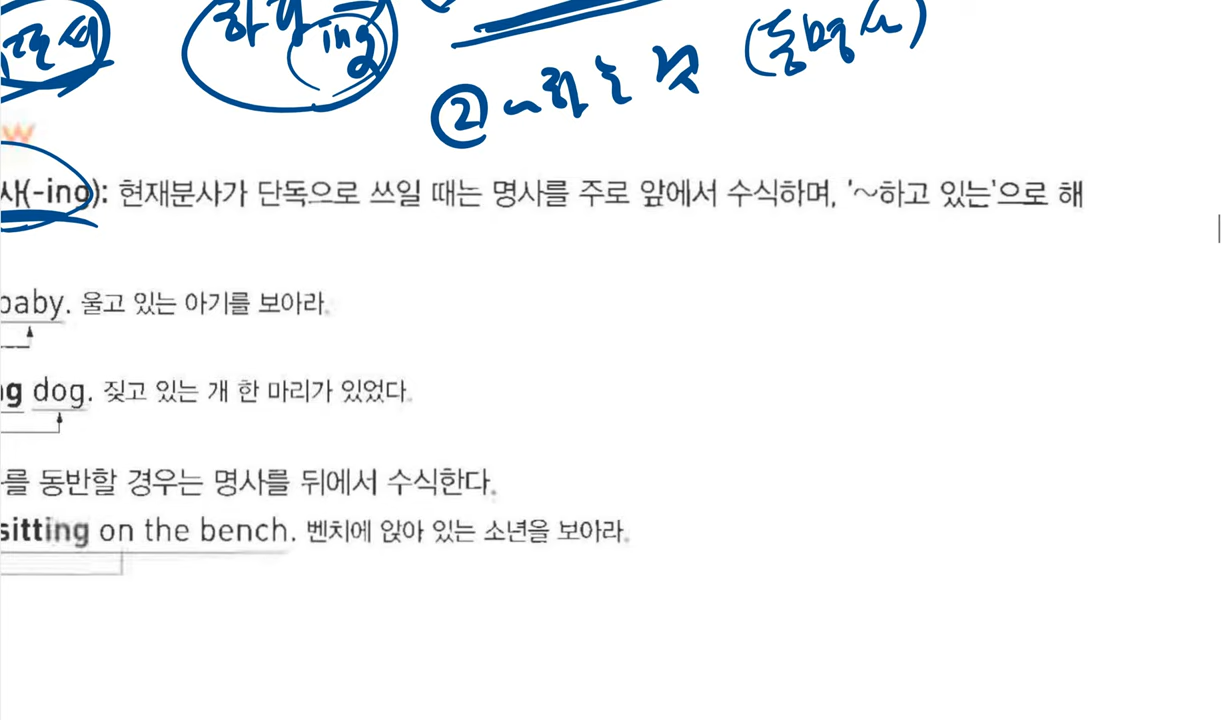 ing
② ~하는 것 (동명사)
W
사(-ing): 현재분사가 단독으로 쓰일 때는 명사를 주로 앞에서 수식하며, '~하고 있는'으로 해
baby. 울고 있는 아기를 보아라.
ng dog. 짖고 있는 개 한 마리가 있었다.
를 동반할 경우는 명사를 뒤에서 수식한다.
sitting on the bench. 벤치에 앉아 있는 소년을 보아라.